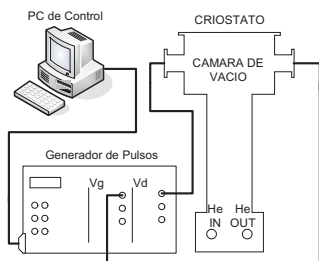 PC de Control
CRIOSTATO
CAMARA DE
VACIO
Generador de Pulsos
Vg
Vd
He
IN
He
OUT